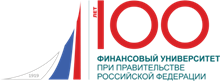 ЛЕТ
100
ФИНАНСОВЫЙ УНИВЕРСИТЕТ
ПРИ ПРАВИТЕЛЬСТВЕ
РОССИЙСКОЙ ФЕДЕРАЦИИ